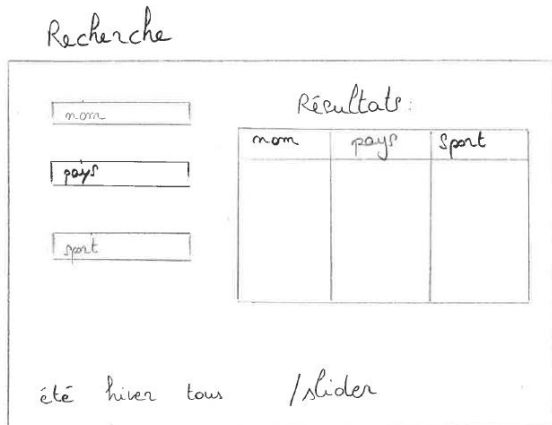 Recherche
nom
pays
sport
Résultats:
nom pays Sport
été hiver tous /slider